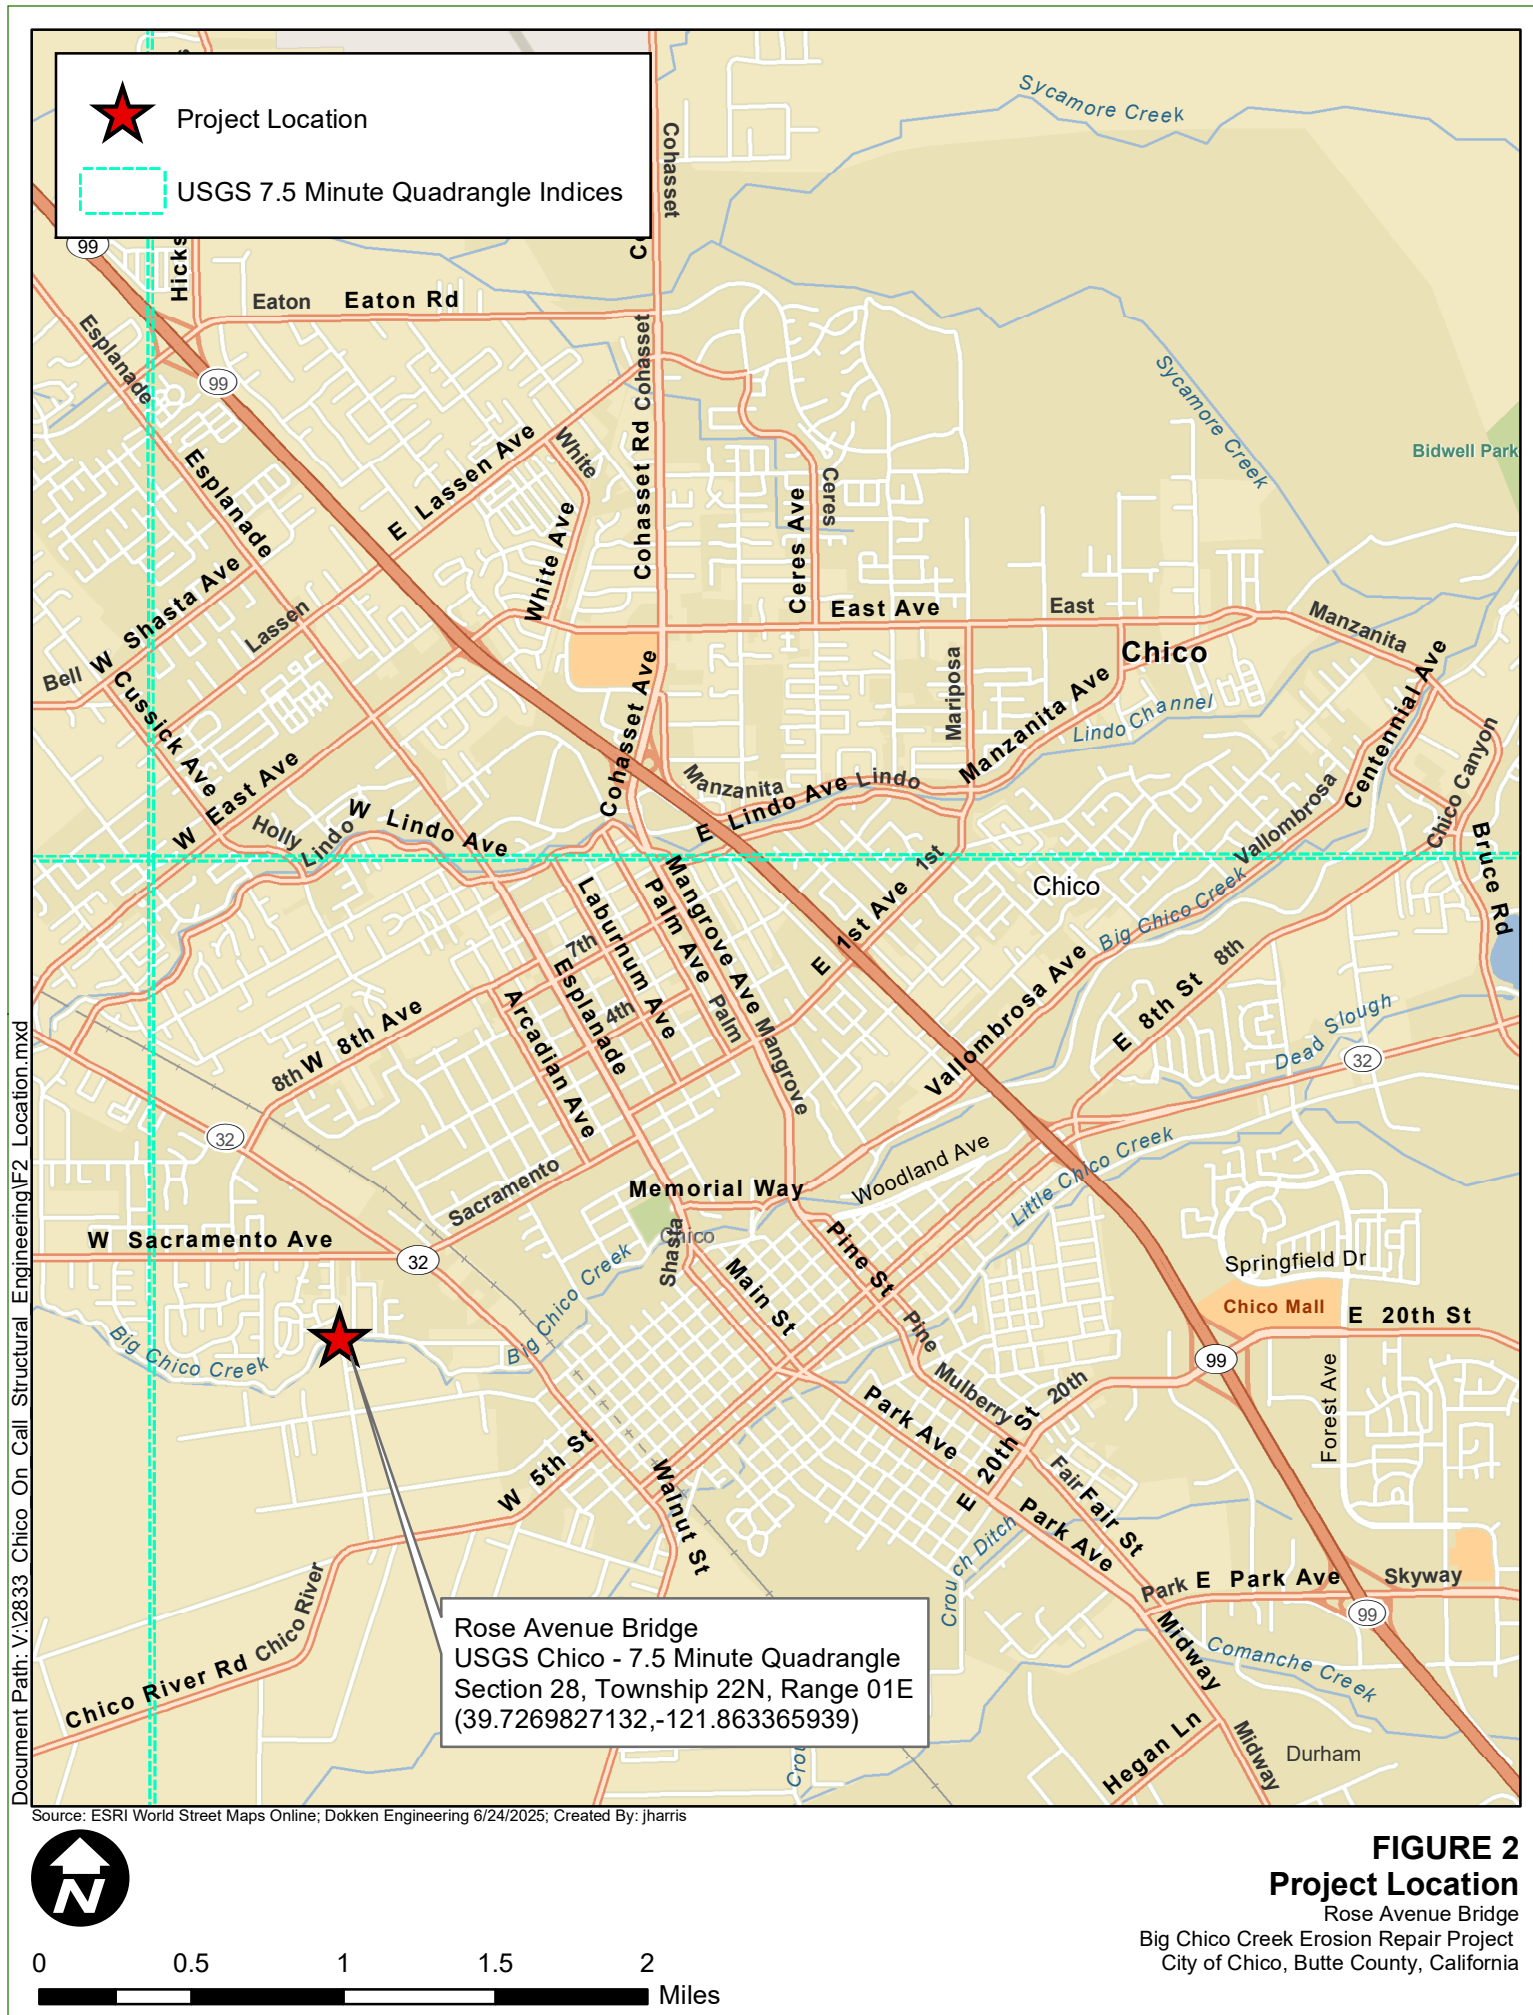 Project Location
USGS 7.5 Minute Quadrangle Indices
Sycamore Creek
Cohasset
99
Hicks
Co
Eaton
Eaton Rd
Esplanade
99
Cohasset
Sycamore Creek
Bidwell Park
E Lassen Ave
White
Esplanade
Cohasset Rd
Ceres
Ceres Ave
White Ave
W Shasta Ave
Lassen
East Ave
East
Manzanita
Chico
Bell
Cussick Ave
Cohasset Ave
Mariposa
Manzanita Ave
Lindo Channel
Centennial Ave
W East Ave
Manzanita
E Lindo Ave
Lindo
Vallombrosa
Chico Canyon
Holly
Lindo
W Lindo Ave
Bruce Rd
Mangrove Ave
Palm Ave
Laburnum Ave
E 1st Ave
1st
Chico
Big Chico Creek
7th
Esplanade
4th
Palm
Mangrove
Arcadian Ave
Vallombrosa Ave
E 8th St
8th
Dead Slough
32
8th
W 8th Ave
32
Woodland Ave
Little Chico Creek
Sacramento
Memorial Way
W Sacramento Ave
32
Chico
Shasta
Big Chico Creek
Pine St
Main St
Springfield Dr
Chico Mall
E 20th St
Big Chico Creek
Pine
99
Mulberry
20th
Forest Ave
Park Ave
E 20th St
W 5th St
Walnut St
Fair
Fair St
Park Ave
Crouch Ditch
Park
E Park Ave
Skyway
99
Chico River
Chico River Rd
Midway
Comanche Creek
Rose Avenue Bridge
USGS Chico - 7.5 Minute Quadrangle
Section 28, Township 22N, Range 01E
(39.7269827132,-121.863365939)
Crou
Hegan Ln
Midway
Durham
Document Path: V:\2833_Chico_On_Call_Structural_Engineering\F2_Location.mxd
Source: ESRI World Street Maps Online; Dokken Engineering 6/24/2025; Created By: jharris
N
0 0.5 1 1.5 2
Miles
FIGURE 2
Project Location
Rose Avenue Bridge
Big Chico Creek Erosion Repair Project
City of Chico, Butte County, California